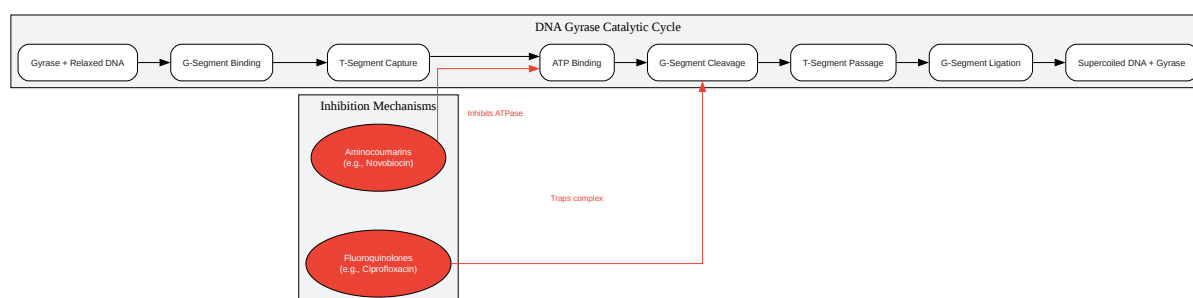 DNA Gyrase Catalytic Cycle
Gyrase + Relaxed DNA
G-Segment Binding
T-Segment Capture
ATP Binding
G-Segment Cleavage
T-Segment Passage
G-Segment Ligation
Supercoiled DNA + Gyrase
Inhibition Mechanisms
Inhibits ATPase
Aminocoumarins
(e.g., Novobiocin)
Traps complex
Fluoroquinolones
(e.g., Ciprofloxacin)